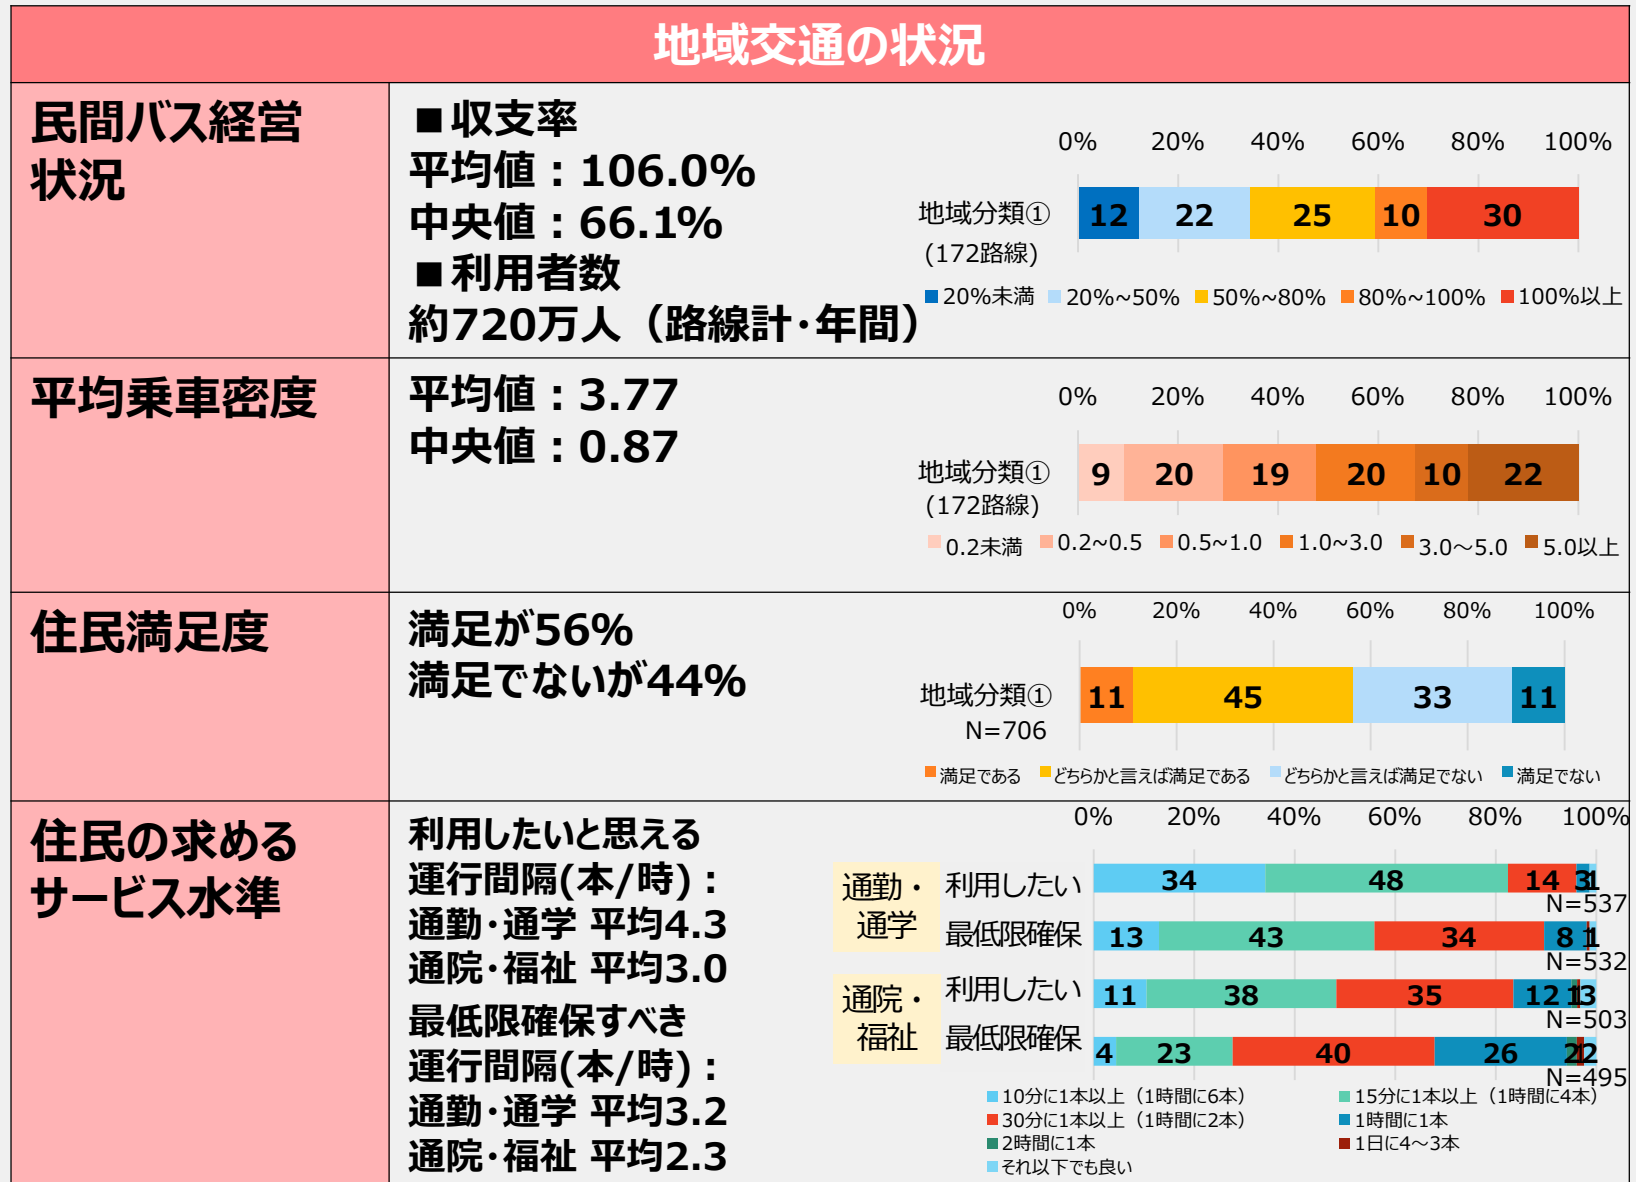 地域交通の状況
民間バス経営
状況
■収支率
平均値：106.0%
中央値：66.1%
■利用者数
約720万人（路線計・年間）
0% 20% 40% 60% 80% 100%
地域分類①
(172路線)
12 22 25 10 30
20%未満 20%~50% 50%~80% 80%~100% 100%以上
平均乗車密度
平均値：3.77
中央値：0.87
0% 20% 40% 60% 80% 100%
地域分類①
(172路線)
9 20 19 20 10 22
0.2未満 0.2~0.5 0.5~1.0 1.0~3.0 3.0～5.0 5.0以上
住民満足度
満足が56%
満足でないが44%
0% 20% 40% 60% 80% 100%
地域分類①
N=706
11 45 33 11
満足である どちらかと言えば満足である どちらかと言えば満足でない 満足でない
住民の求める
サービス水準
利用したいと思える
運行間隔(本/時)：
通勤・通学 平均4.3
通院・福祉 平均3.0
最低限確保すべき
運行間隔(本/時)：
通勤・通学 平均3.2
通院・福祉 平均2.3
0% 20% 40% 60% 80% 100%
通勤・
通学
利用したい 34 48 14 3 1
N=537
最低限確保 13 43 34 8 1
N=532
通院・
福祉
利用したい 11 38 35 12 1 3
N=503
最低限確保 4 23 40 26 2 1 2
N=495
10分に1本以上（1時間に6本） 15分に1本以上（1時間に4本）
30分に1本以上（1時間に2本） 1時間に1本
2時間に1本 1日に4～3本
それ以下でも良い